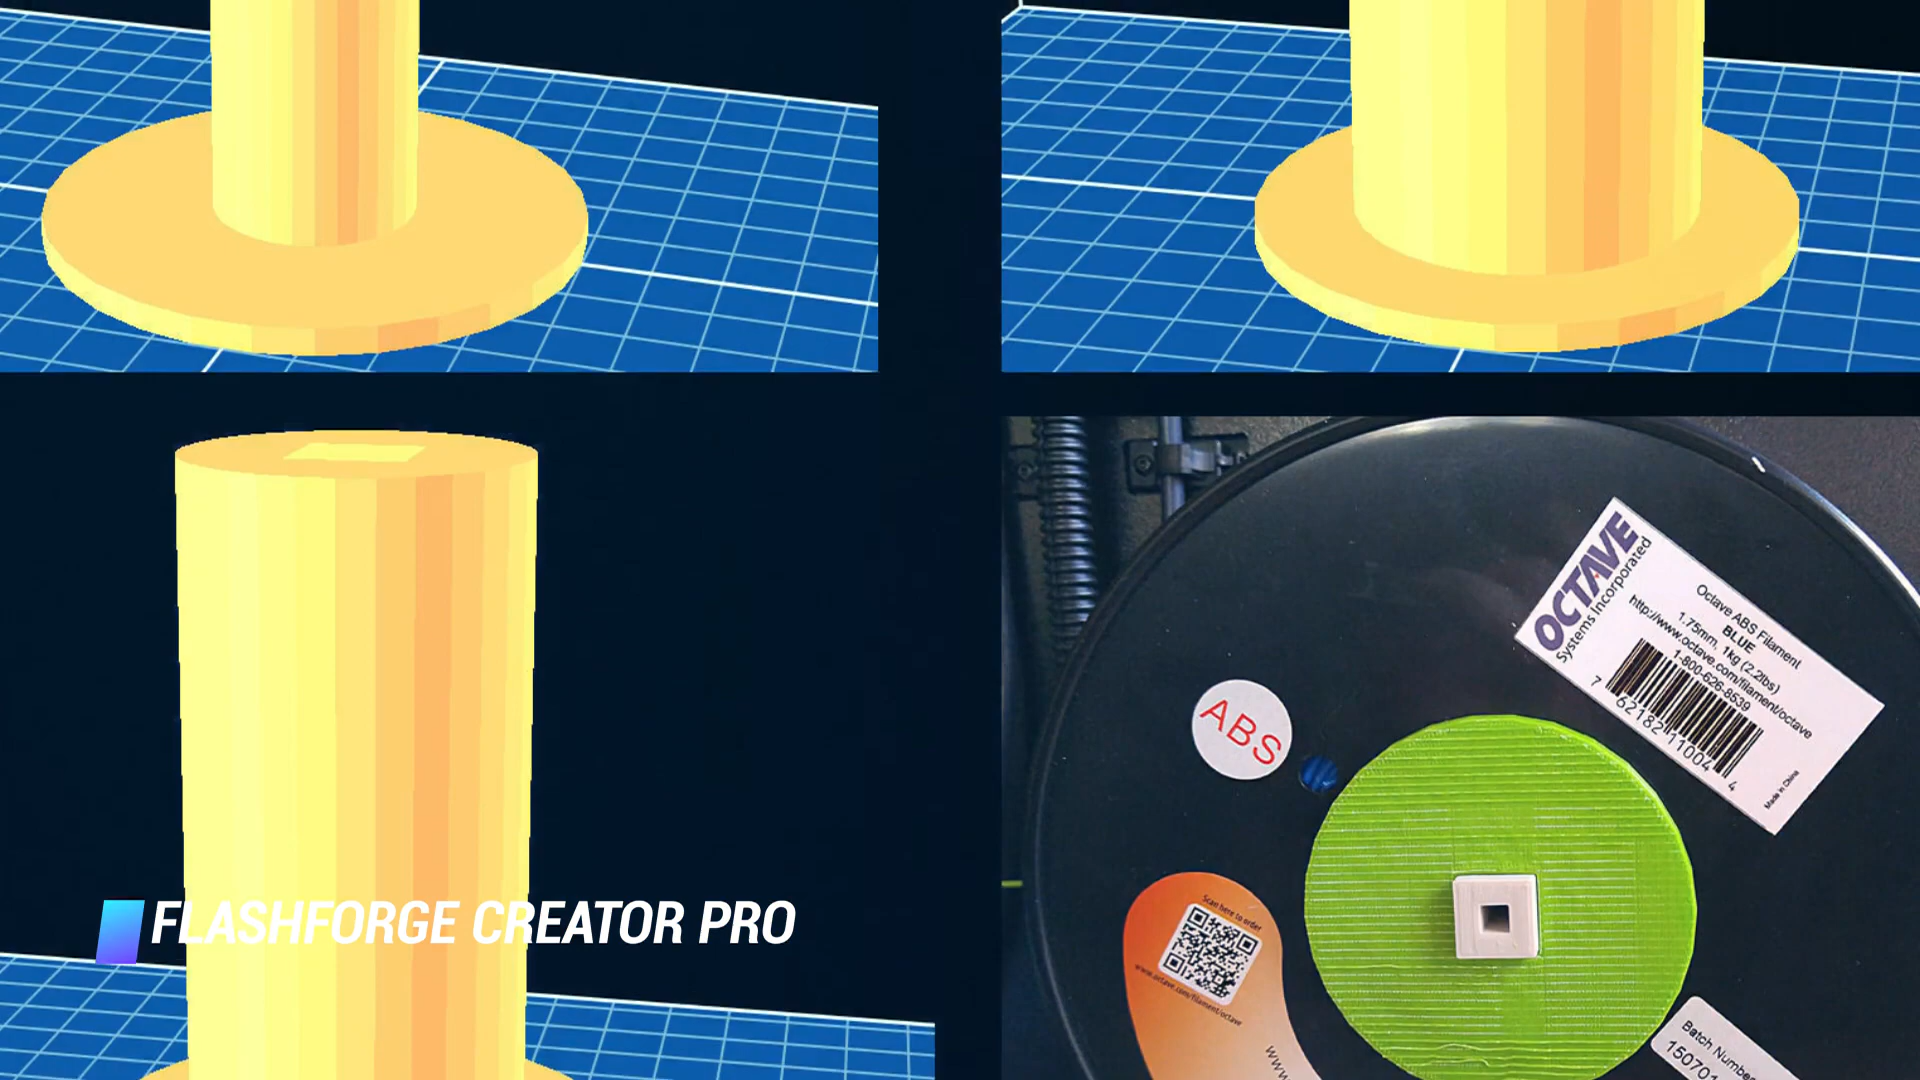 FLASHFORGE CREATOR PRO
OCTAVE
Systems Incorporated
Octave ABS Filament
BLUE
1.75mm, 1kg (2.2lbs)
http://www.octave.com/filament/octave
1-800-626-8539
7 62182 11004 4
Made in China
ABS
Scan here to order
www.octave.com/filament/octave
www
Batch Number
150701